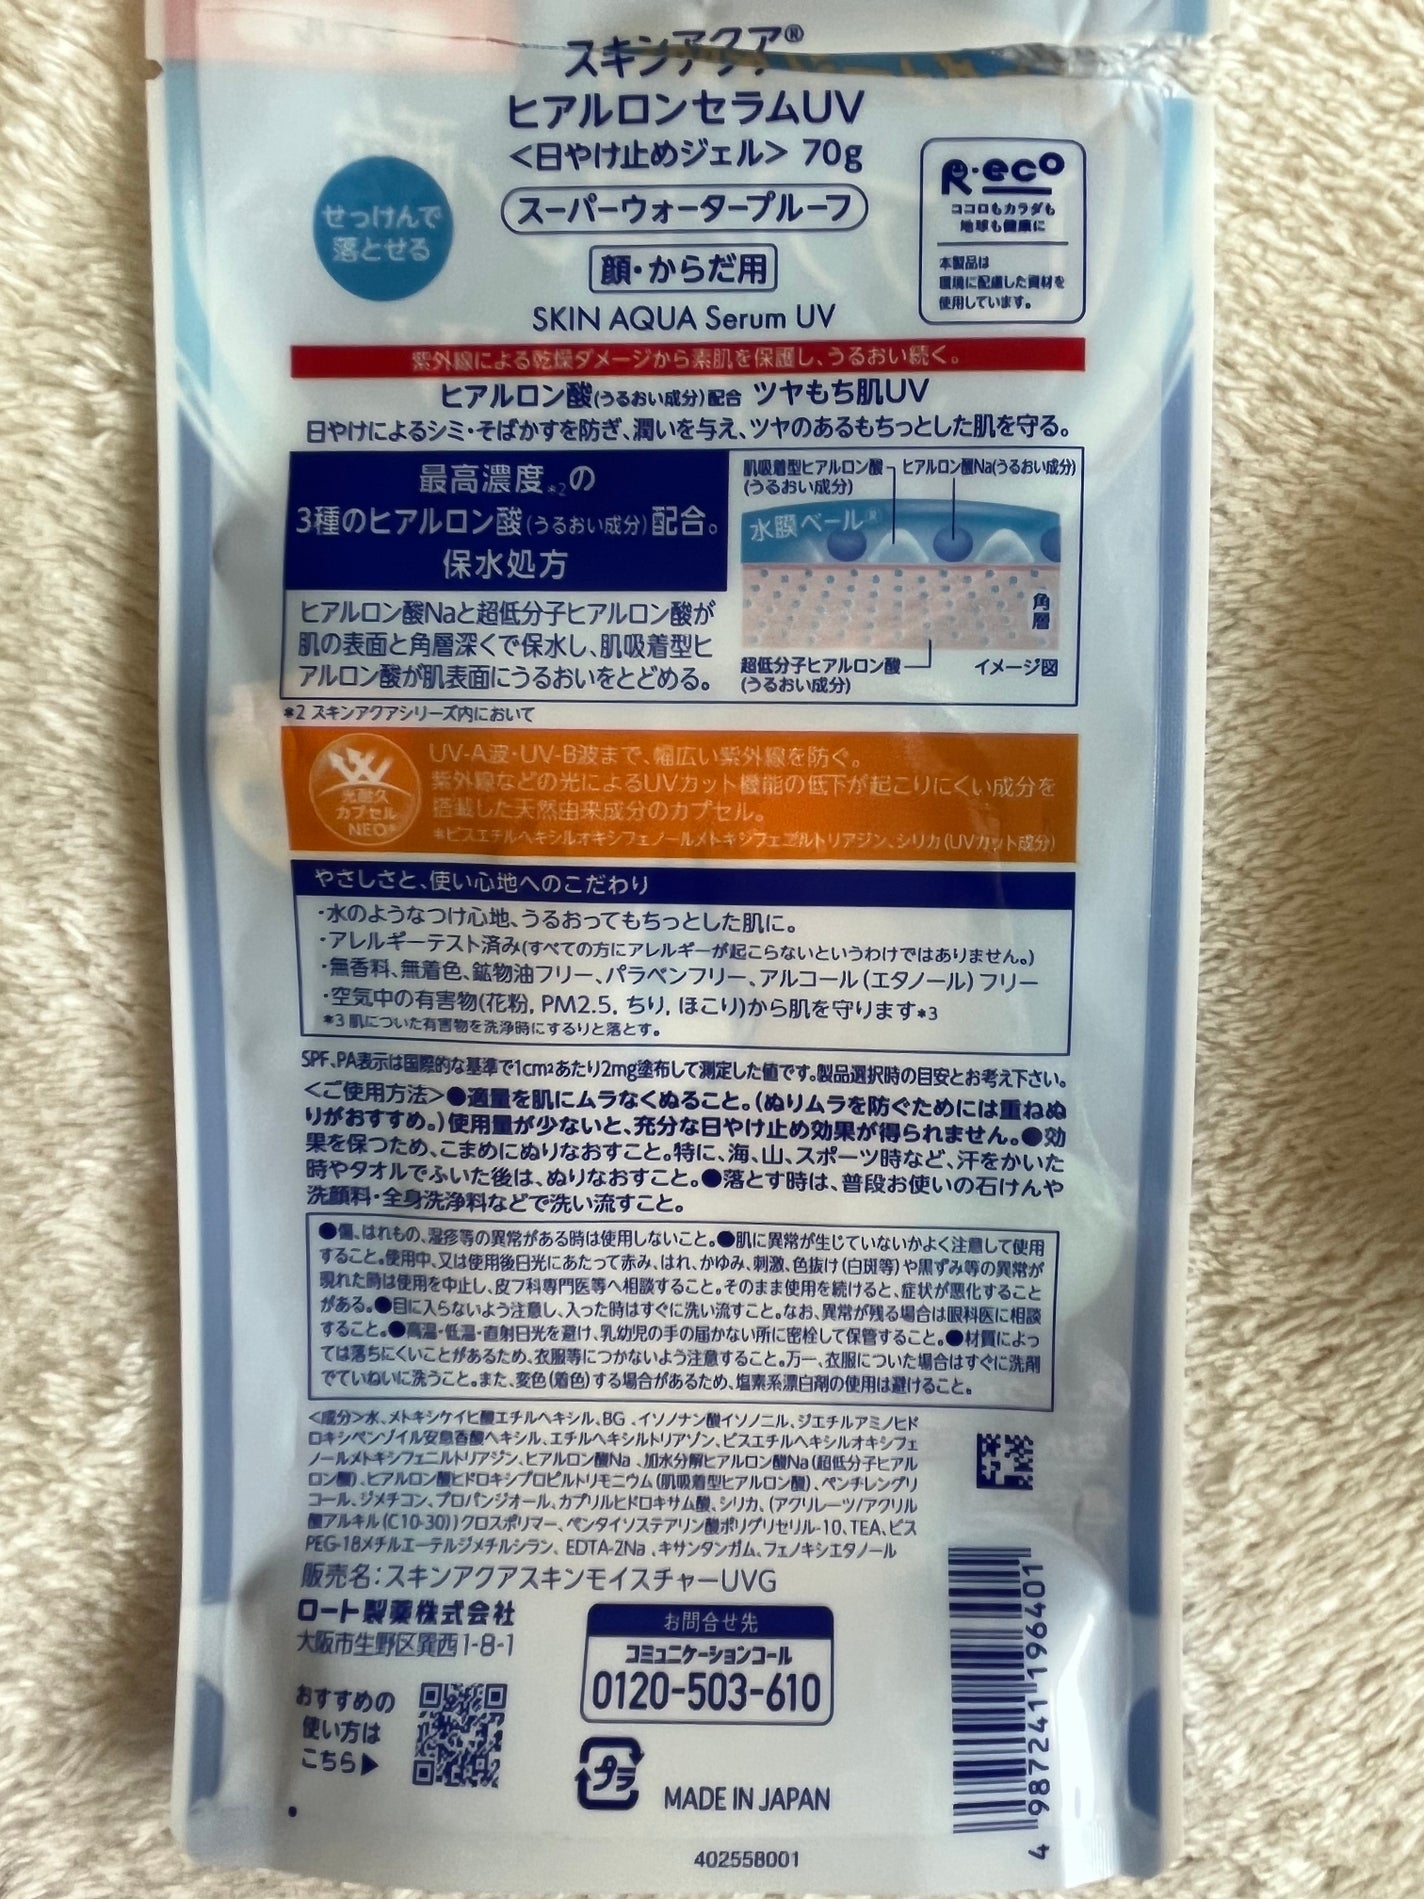 スキンアクア®
ヒアルロンセラムUV
<日やけ止めジェル> 70g
スーパーウォータープルーフ
顔・からだ用
SKIN AQUA Serum UV
せっけんで
落とせる
R・eco
ココロもカラダも
地球も健康に
本製品は
環境に配慮した資材を
使用しています。
紫外線による乾燥ダメージから素肌を保護し、うるおい続く。
ヒアルロン酸(うるおい成分)配合 ツヤもち肌UV
日やけによるシミ・そばかすを防ぎ、潤いを与え、ツヤのあるもちっとした肌を守る。
最高濃度*2の
3種のヒアルロン酸(うるおい成分)配合。
保水処方
ヒアルロン酸Naと超低分子ヒアルロン酸が
肌の表面と角層深くで保水し、肌吸着型ヒ
アルロン酸が肌表面にうるおいをとどめる。
肌吸着型ヒアルロン酸
(うるおい成分)
ヒアルロン酸Na(うるおい成分)
水膜ベール®
角層
超低分子ヒアルロン酸
(うるおい成分)
イメージ図
*2 スキンアクアシリーズ内において
光耐久
カプセル
NEO*
UV-A波・UV-B波まで、幅広い紫外線を防ぐ。
紫外線などの光によるUVカット機能の低下が起こりにくい成分を
搭載した天然由来成分のカプセル。
*ビスエチルヘキシルオキシフェノールメトキシフェニルトリアジン、シリカ(UVカット成分)
やさしさと、使い心地へのこだわり
・水のようなつけ心地、うるおってもちっとした肌に。
・アレルギーテスト済み(すべての方にアレルギーが起こらないというわけではありません。)
・無香料、無着色、鉱物油フリー、パラベンフリー、アルコール(エタノール)フリー
・空気中の有害物(花粉, PM2.5, ちり, ほこり)から肌を守ります*3
*3 肌についた有害物を洗浄時にするりと落とす。
SPF、PA表示は国際的な基準で1cm²あたり2mg塗布して測定した値です。製品選択時の目安とお考え下さい。
<ご使用方法>●適量を肌にムラなくぬること。(ぬりムラを防ぐためには重ねぬ
りがおすすめ。)使用量が少ないと、充分な日やけ止め効果が得られません。●効
果を保つため、こまめにぬりなおすこと。特に、海、山、スポーツ時など、汗をかいた
時やタオルでふいた後は、ぬりなおすこと。●落とす時は、普段お使いの石けんや
洗顔料・全身洗浄料などで洗い流すこと。
●傷、はれもの、湿疹等の異常がある時は使用しないこと。●肌に異常が生じていないかよく注意して使用
すること。使用中、又は使用後日光にあたって赤み、はれ、かゆみ、刺激、色抜け(白斑等)や黒ずみ等の異常が
現れた時は使用を中止し、皮フ科専門医等へ相談すること。そのまま使用を続けると、症状が悪化すること
がある。●目に入らないよう注意し、入った時はすぐに洗い流すこと。なお、異常が残る場合は眼科医に相談
すること。●高温・低温・直射日光を避け、乳幼児の手の届かない所に密栓して保管すること。●材質によっ
ては落ちにくいことがあるため、衣服等につかないよう注意すること。万一、衣服についた場合はすぐに洗剤
でていねいに洗うこと。また、変色(着色)する場合があるため、塩素系漂白剤の使用は避けること。
<成分>水、メトキシケイヒ酸エチルヘキシル、BG、イソノナン酸イソノニル、ジエチルアミノヒド
ロキシベンゾイル安息香酸ヘキシル、エチルヘキシルトリアゾン、ビスエチルヘキシルオキシフェ
ノールメトキシフェニルトリアジン、ヒアルロン酸Na、加水分解ヒアルロン酸Na(超低分子ヒアル
ロン酸)、ヒアルロン酸ヒドロキシプロピルトリモニウム(肌吸着型ヒアルロン酸)、ペンチレングリ
コール、ジメチコン、プロパンジオール、カプリルヒドロキサム酸、シリカ、(アクリレーツ/アクリル
酸アルキル(C10-30))クロスポリマー、ペンタイソステアリン酸ポリグリセリル-10、TEA、ビス
PEG-18メチルエーテルジメチルシラン、EDTA-2Na、キサンタンガム、フェノキシエタノール
販売名:スキンアクアスキンモイスチャーUVG
ロート製薬株式会社
大阪市生野区巽西1-8-1
お問合せ先
コミュニケーションコール
0120-503-610
おすすめの
使い方は
こちら▶
プラ
MADE IN JAPAN
4 987241 196401
402558001